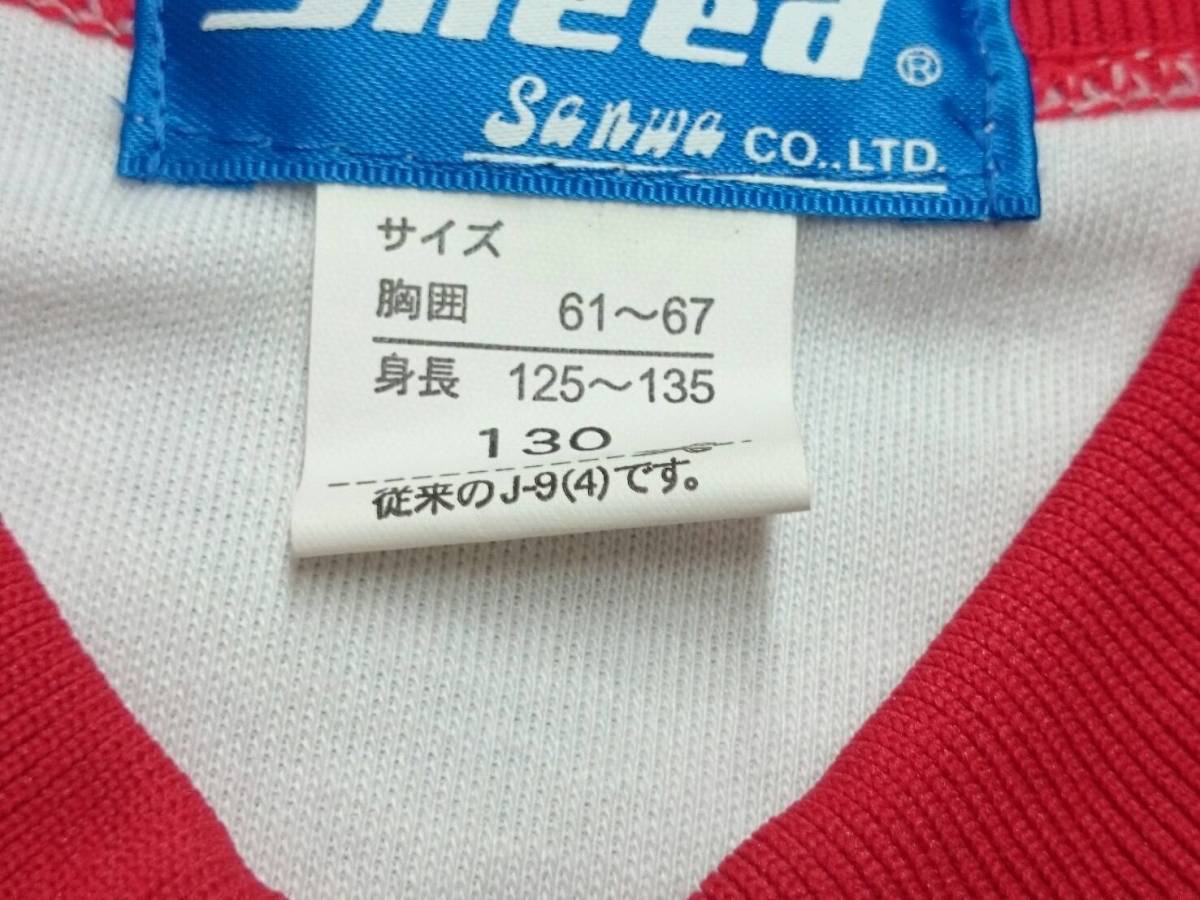 Sanwa CO.,LTD.
サイズ
胸囲 61～67
身長 125～135
130
従来のJ-9(4)です。